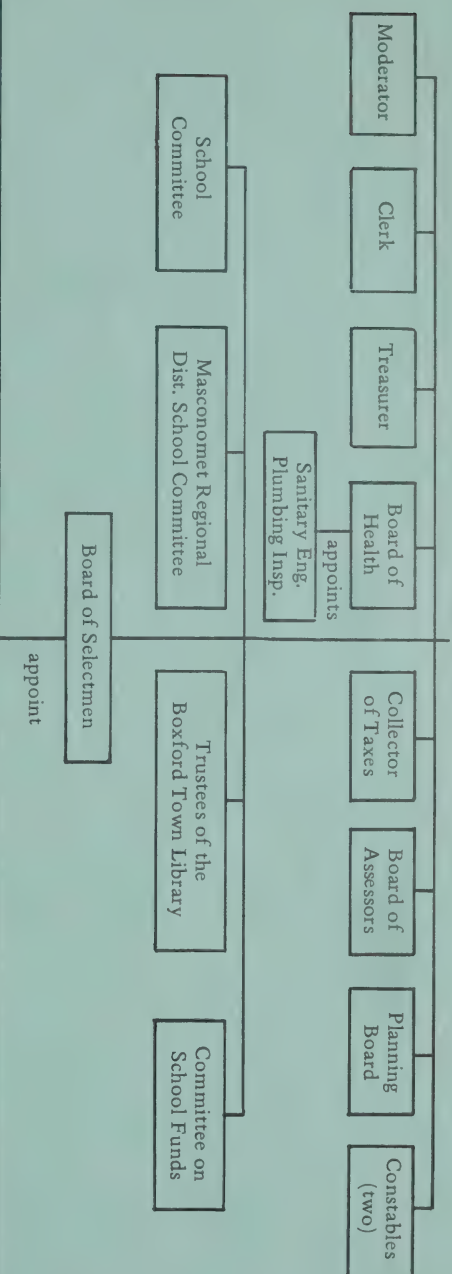 Moderator
Clerk
Treasurer
Board of
Health
Collector
of Taxes
Board of
Assessors
Planning
Board
Constables
(two)
appoints
Sanitary Eng.
Plumbing Insp.
School
Committee
Masconomet Regional
Dist. School Committee
Trustees of the
Boxford Town Library
Committee on
School Funds
Board of Selectmen
appoint